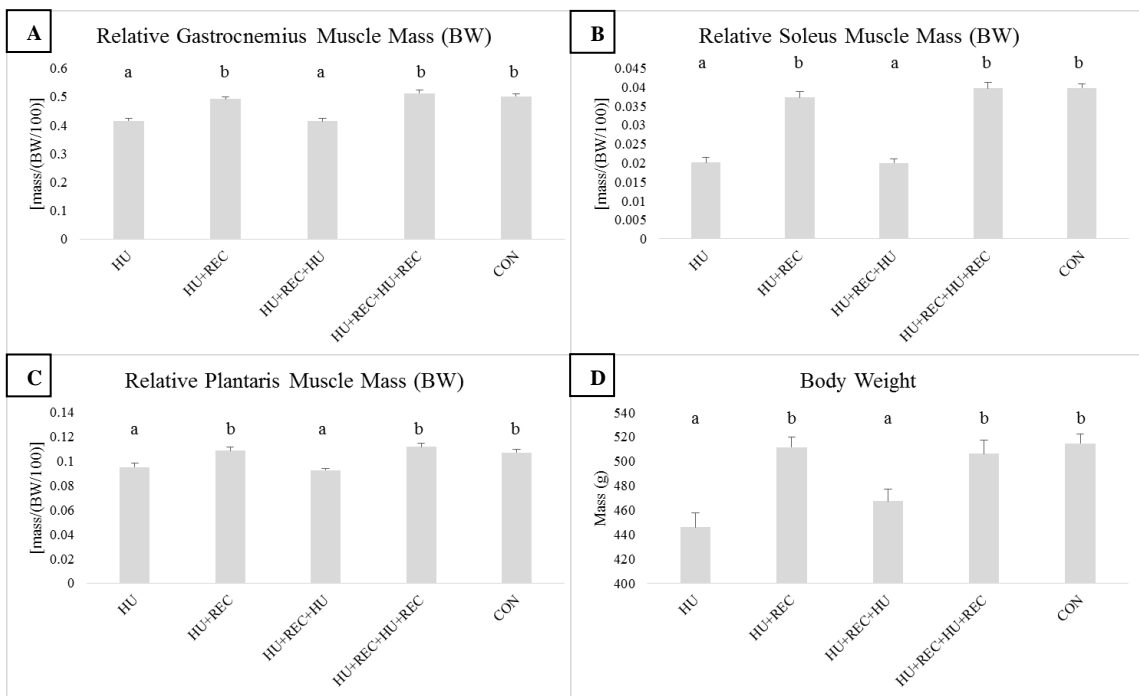 A
Relative Gastrocnemius Muscle Mass (BW)
[mass/(BW/100)]
0.6
0.5
0.4
0.3
0.2
0.1
0
a b a b b
HU
HU+REC
HU+REC+HU
HU+REC+HU+REC
CON
B
Relative Soleus Muscle Mass (BW)
[mass/(BW/100)]
0.045
0.04
0.035
0.03
0.025
0.02
0.015
0.01
0.005
0
a b a b b
HU
HU+REC
HU+REC+HU
HU+REC+HU+REC
CON
C
Relative Plantaris Muscle Mass (BW)
[mass/(BW/100)]
0.14
0.12
0.1
0.08
0.06
0.04
0.02
0
a b a b b
HU
HU+REC
HU+REC+HU
HU+REC+HU+REC
CON
D
Body Weight
Mass (g)
540
520
500
480
460
440
420
400
a b a b b
HU
HU+REC
HU+REC+HU
HU+REC+HU+REC
CON